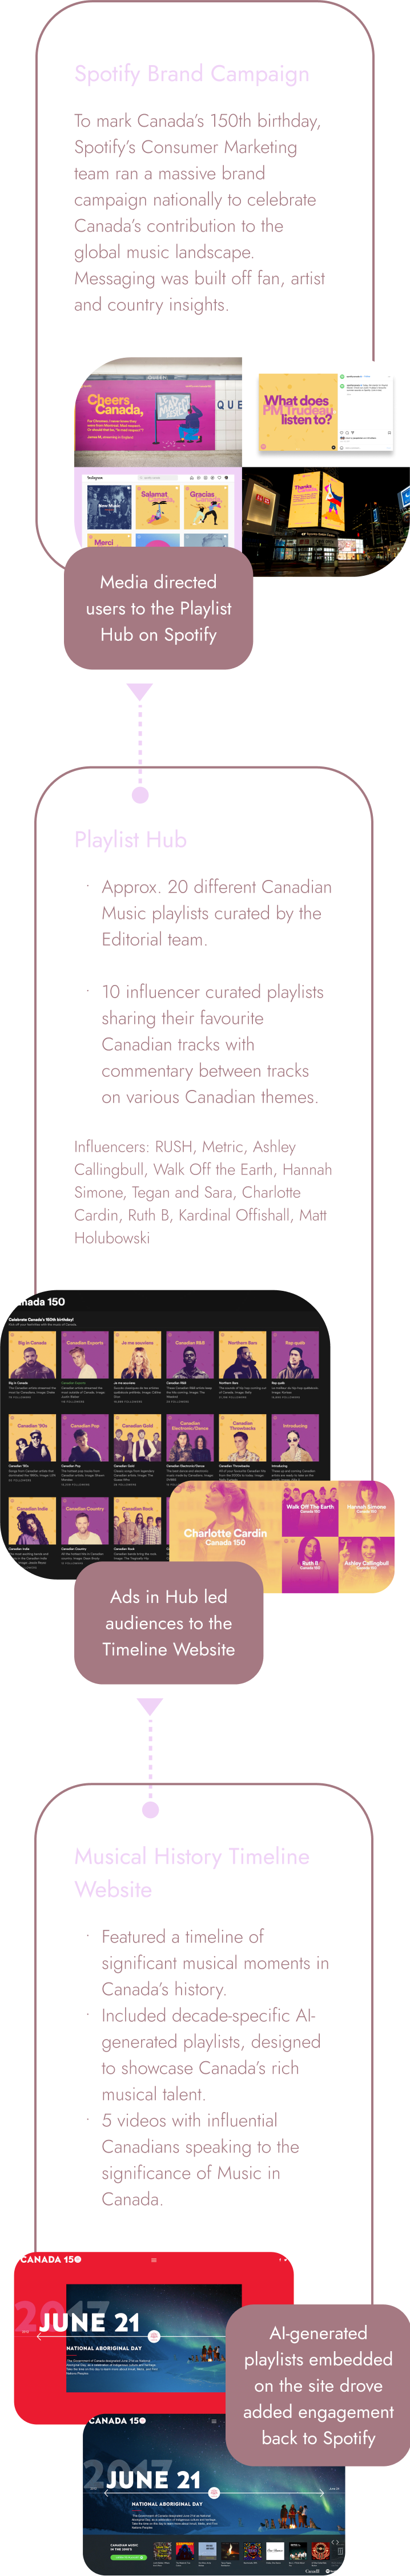 Spotify Brand Campaign
To mark Canada's 150th birthday,
Spotify's Consumer Marketing
team ran a massive brand
campaign nationally to celebrate
Canada's contribution to the
global music landscape.
Messaging was built off fan, artist
and country insights.
Cheers
Canada,
QUE
What does
PM Trudeau
listen to?
New Music
Salamat
Gracias
Merci
Thanks,
Media directed
users to the Playlist
Hub on Spotify
Playlist Hub
· Approx. 20 different Canadian
Music playlists curated by the
Editorial team.
· 10 influencer curated playlists
sharing their favourite
Canadian tracks with
commentary between tracks
on various Canadian themes.
Influencers: RUSH, Metric, Ashley
Callingbull, Walk Off the Earth, Hannah
Simone, Tegan and Sara, Charlotte
Cardin, Ruth B, Kardinal Offishall, Matt
Holubowski
nada 150
Celebrate Canada's 150th birthday!
Big in Canada
Canadian Exports
Je me souviens
Canadian R&B
Northern Bars
Rap queb
Canadian '90s
Canadian Pop
Canadian Gold
Canadian
Electronic/Dance
Canadian
Throwbacks
Introducing
Canadian Indie
Canadian Country
Canadian Rock
Charlotte Cardin
Canada 150
Walk Off The Earth
Canada 150
Hannah Simone
Canada 150
Ruth B
Canada 150
Ashley Callingbull
Canada 150
Ads in Hub led
audiences to the
Timeline Website
Musical History Timeline
Website
· Featured a timeline of
significant musical moments in
Canada's history.
· Included decade-specific AI-
generated playlists, designed
to showcase Canada's rich
musical talent.
· 5 videos with influential
Canadians speaking to the
significance of Music in
Canada.
CANADA 150
2017
JUNE 21
NATIONAL ABORIGINAL DAY
AI-generated
playlists embedded
on the site drove
added engagement
back to Spotify
CANADA 150
2017
JUNE 21
NATIONAL ABORIGINAL DAY
CANADIAN MUSIC
IN THE 2010'S
Canada